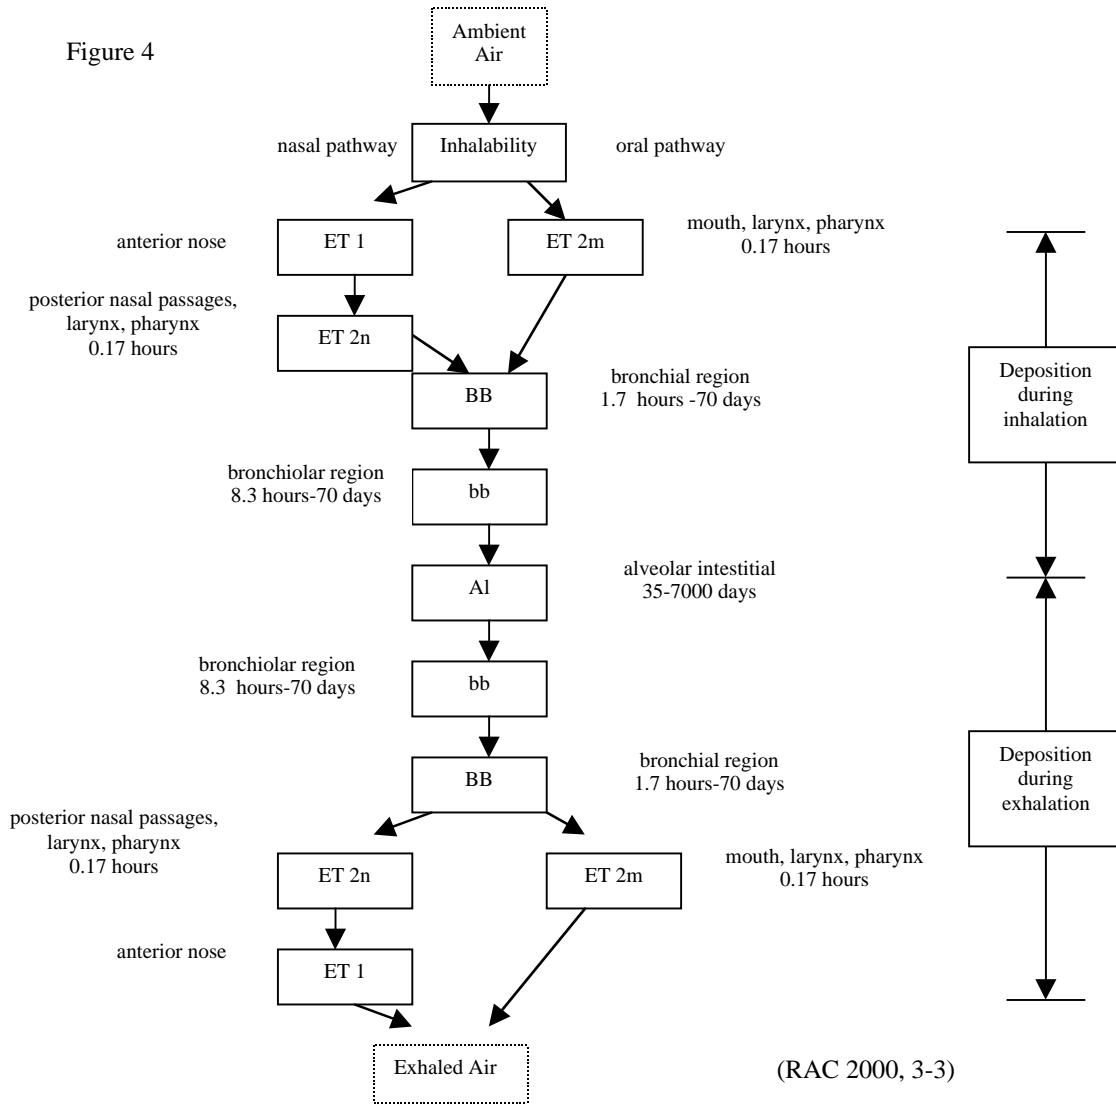 Figure 4
Ambient
Air
nasal pathway
Inhalability
oral pathway
anterior nose
ET 1
ET 2m
mouth, larynx, pharynx
0.17 hours
posterior nasal passages,
larynx, pharynx
0.17 hours
ET 2n
BB
bronchial region
1.7 hours -70 days
Deposition
during
inhalation
bronchiolar region
8.3 hours-70 days
bb
Al
alveolar intestitial
35-7000 days
bronchiolar region
8.3 hours-70 days
bb
BB
bronchial region
1.7 hours-70 days
Deposition
during
exhalation
posterior nasal passages,
larynx, pharynx
0.17 hours
ET 2n
ET 2m
mouth, larynx, pharynx
0.17 hours
anterior nose
ET 1
Exhaled Air
(RAC 2000, 3-3)